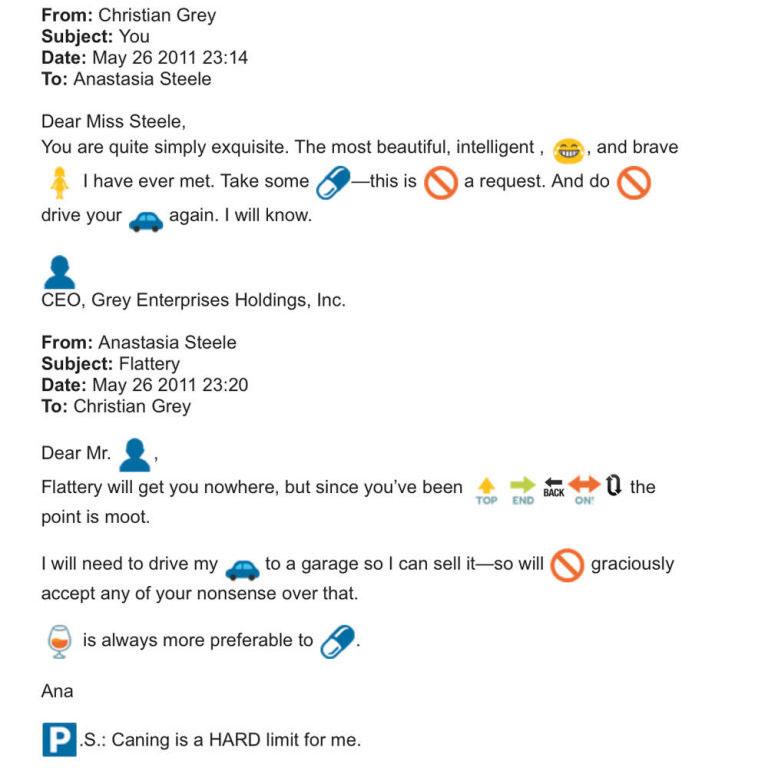 From: Christian Grey
Subject: You
Date: May 26 2011 23:14
To: Anastasia Steele
Dear Miss Steele,
You are quite simply exquisite. The most beautiful, intelligent , 😂, and brave
🧍‍♀️ I have ever met. Take some 💊—this is 🚫 a request. And do 🚫
drive your 🚗 again. I will know.
👤
CEO, Grey Enterprises Holdings, Inc.
From: Anastasia Steele
Subject: Flattery
Date: May 26 2011 23:20
To: Christian Grey
Dear Mr. 👤 ,
Flattery will get you nowhere, but since you’ve been TOP END BACK ON! the
point is moot.
I will need to drive my 🚗 to a garage so I can sell it—so will 🚫 graciously
accept any of your nonsense over that.
🍷 is always more preferable to 💊.
Ana
P.S.: Caning is a HARD limit for me.